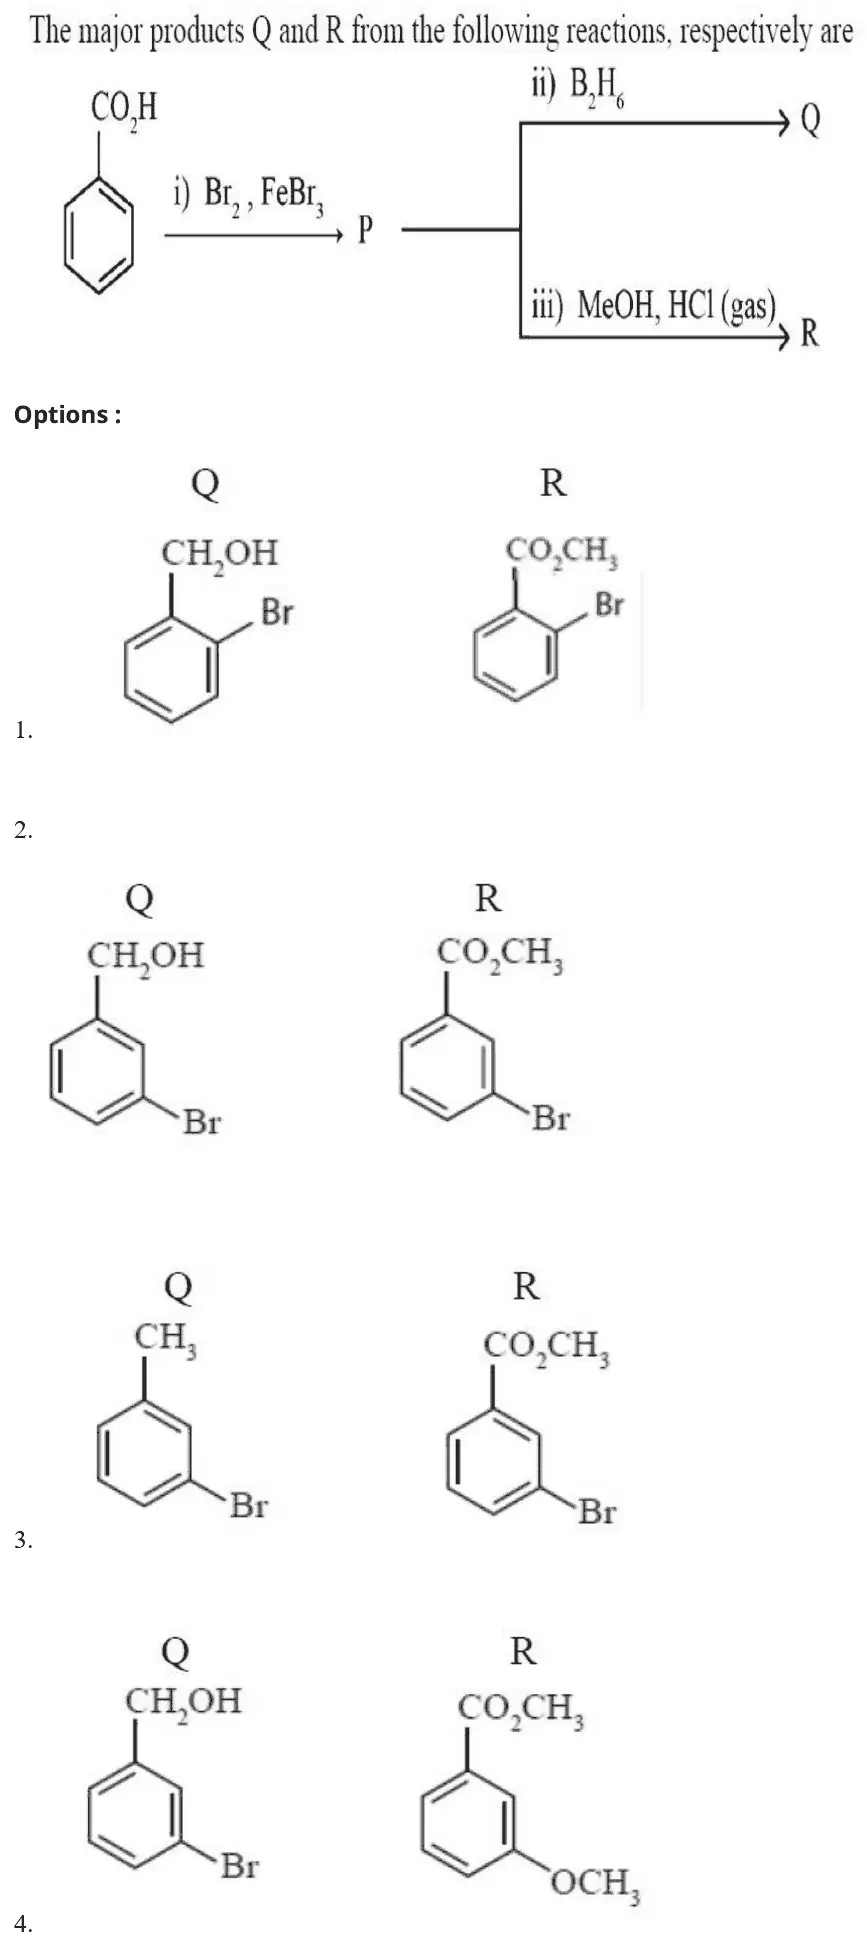 The major products Q and R from the following reactions, respectively are
ii) B₂H₆
CO₂H
Q
i) Br₂, FeBr₃
P
iii) MeOH, HCl (gas)
R
Options :
Q R
CH₂OH CO₂CH₃
Br Br
1.
2.
Q R
CH₂OH CO₂CH₃
Br Br
Q R
CH₃ CO₂CH₃
Br Br
3.
Q R
CH₂OH CO₂CH₃
Br OCH₃
4.